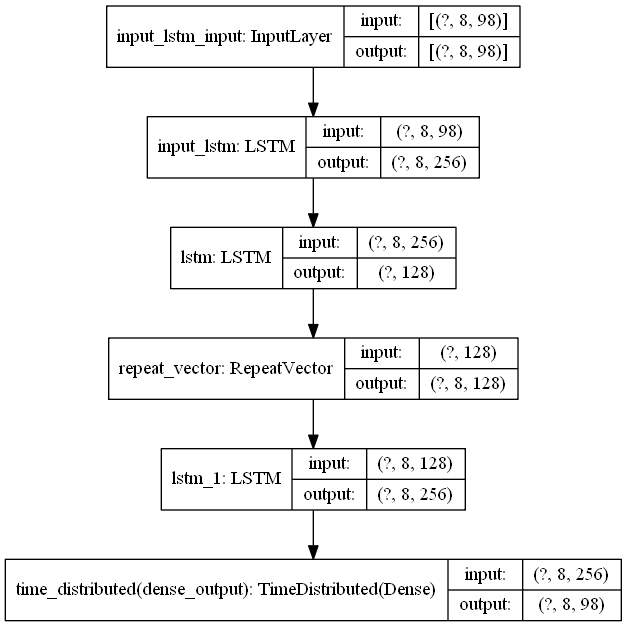 input_lstm_input: InputLayer input: [(?, 8, 98)]
output: [(?, 8, 98)]
input_lstm: LSTM input: (?, 8, 98)
output: (?, 8, 256)
lstm: LSTM input: (?, 8, 256)
output: (?, 128)
repeat_vector: RepeatVector input: (?, 128)
output: (?, 8, 128)
lstm_1: LSTM input: (?, 8, 128)
output: (?, 8, 256)
time_distributed(dense_output): TimeDistributed(Dense) input: (?, 8, 256)
output: (?, 8, 98)